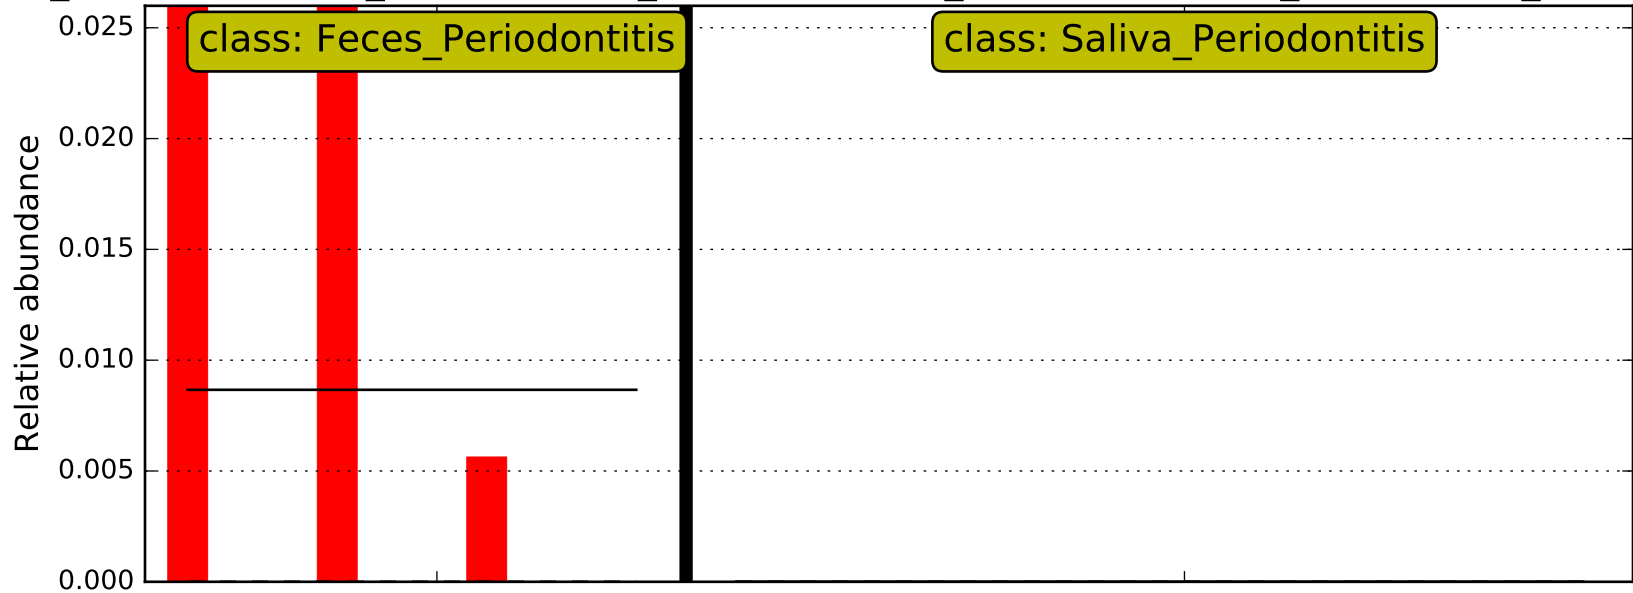 class: Feces_Periodontitis
class: Saliva_Periodontitis
Relative abundance
0.025
0.020
0.015
0.010
0.005
0.000